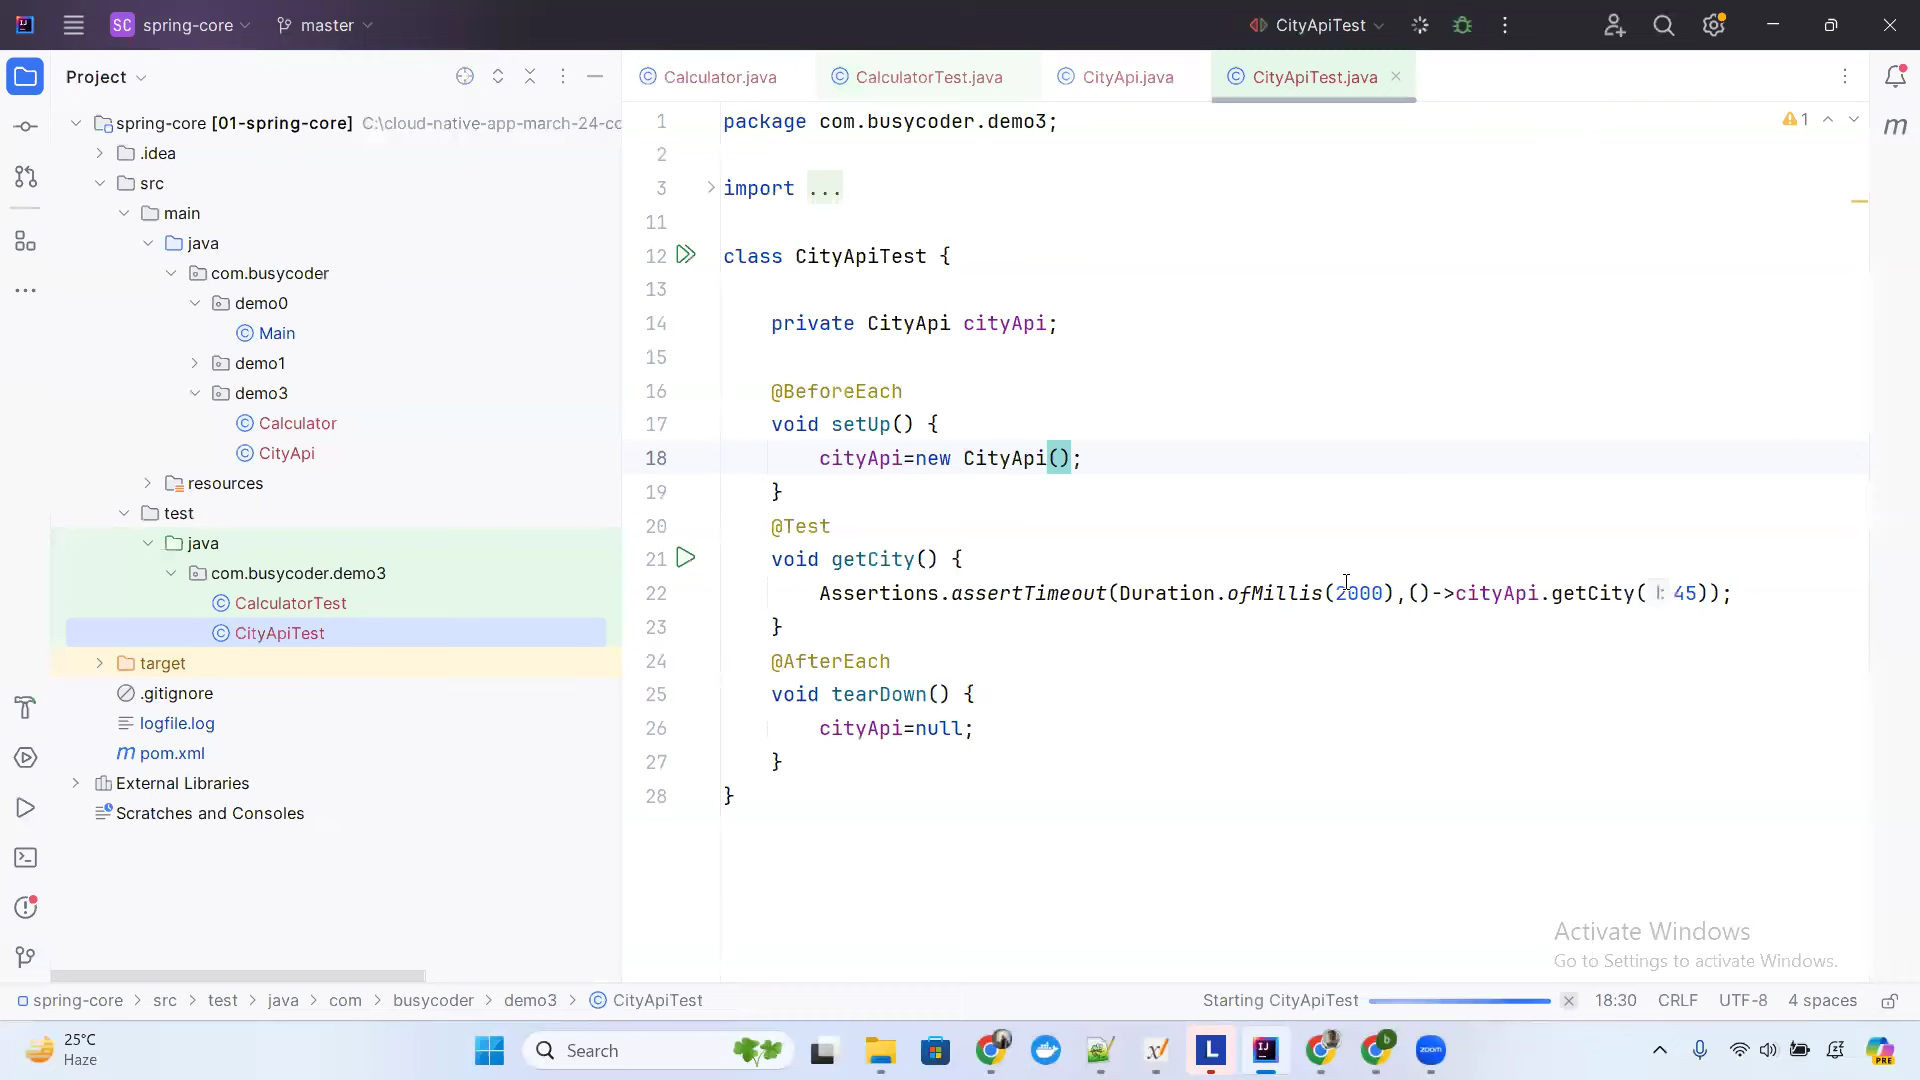 SC spring-core master CityApiTest
Project
Calculator.java CalculatorTest.java CityApi.java CityApiTest.java
spring-core [01-spring-core] C:\cloud-native-app-march-24-co
.idea
src
main
java
com.busycoder
demo0
Main
demo1
demo3
Calculator
CityApi
resources
test
java
com.busycoder.demo3
CalculatorTest
CityApiTest
target
.gitignore
logfile.log
pom.xml
External Libraries
Scratches and Consoles
1 package com.busycoder.demo3;
2
3 import ...
11
12 class CityApiTest {
13
14 private CityApi cityApi;
15
16 @BeforeEach
17 void setUp() {
18 cityApi=new CityApi();
19 }
20 @Test
21 void getCity() {
22 Assertions.assertTimeout(Duration.ofMillis(2000),()->cityApi.getCity( l: 45));
23 }
24 @AfterEach
25 void tearDown() {
26 cityApi=null;
27 }
28 }
1
m
Activate Windows
Go to Settings to activate Windows.
spring-core > src > test > java > com > busycoder > demo3 > CityApiTest Starting CityApiTest 18:30 CRLF UTF-8 4 spaces
25°C
Haze
Search
L
zoom
PRE